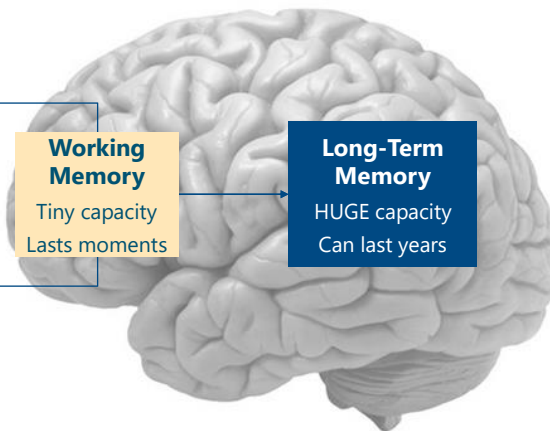 Working
Memory
Tiny capacity
Lasts moments
Long-Term
Memory
HUGE capacity
Can last years